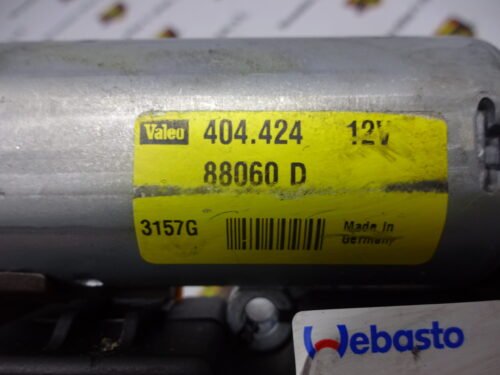 Valeo 404.424 12V
88060 D
3157G Made in Germany
Webasto